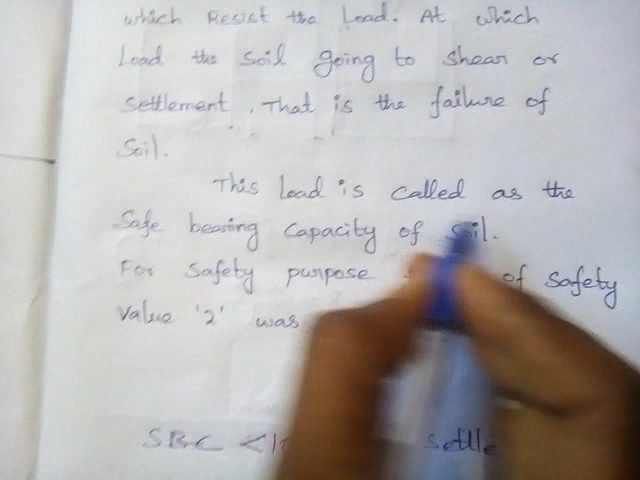 which Resist the Load. At which
Load the soil going to shear or
Settlement. That is the failure of
Soil.
This Load is called as the
Safe bearing capacity of soil.
For safety purpose of safety
Value '2' was
SBC <